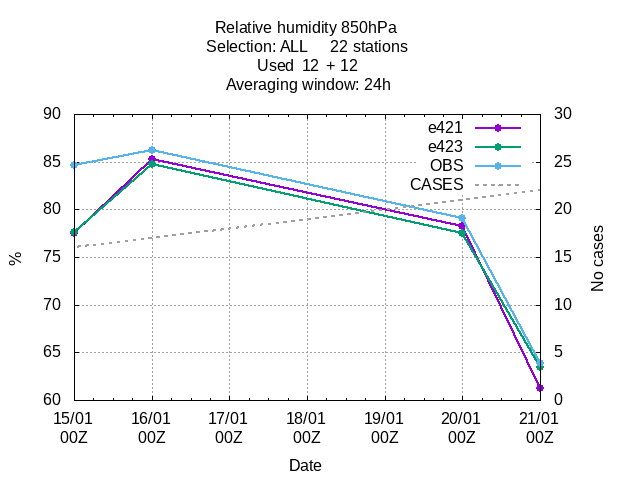 Relative humidity 850hPa
Selection: ALL     22 stations
Used  12  + 12
Averaging window: 24h
90
85
80
75
70
65
60
30
25
20
15
10
5
0
e421
e423
OBS
CASES
%
No cases
15/01 16/01 17/01 18/01 19/01 20/01 21/01
00Z 00Z 00Z 00Z 00Z 00Z 00Z
Date